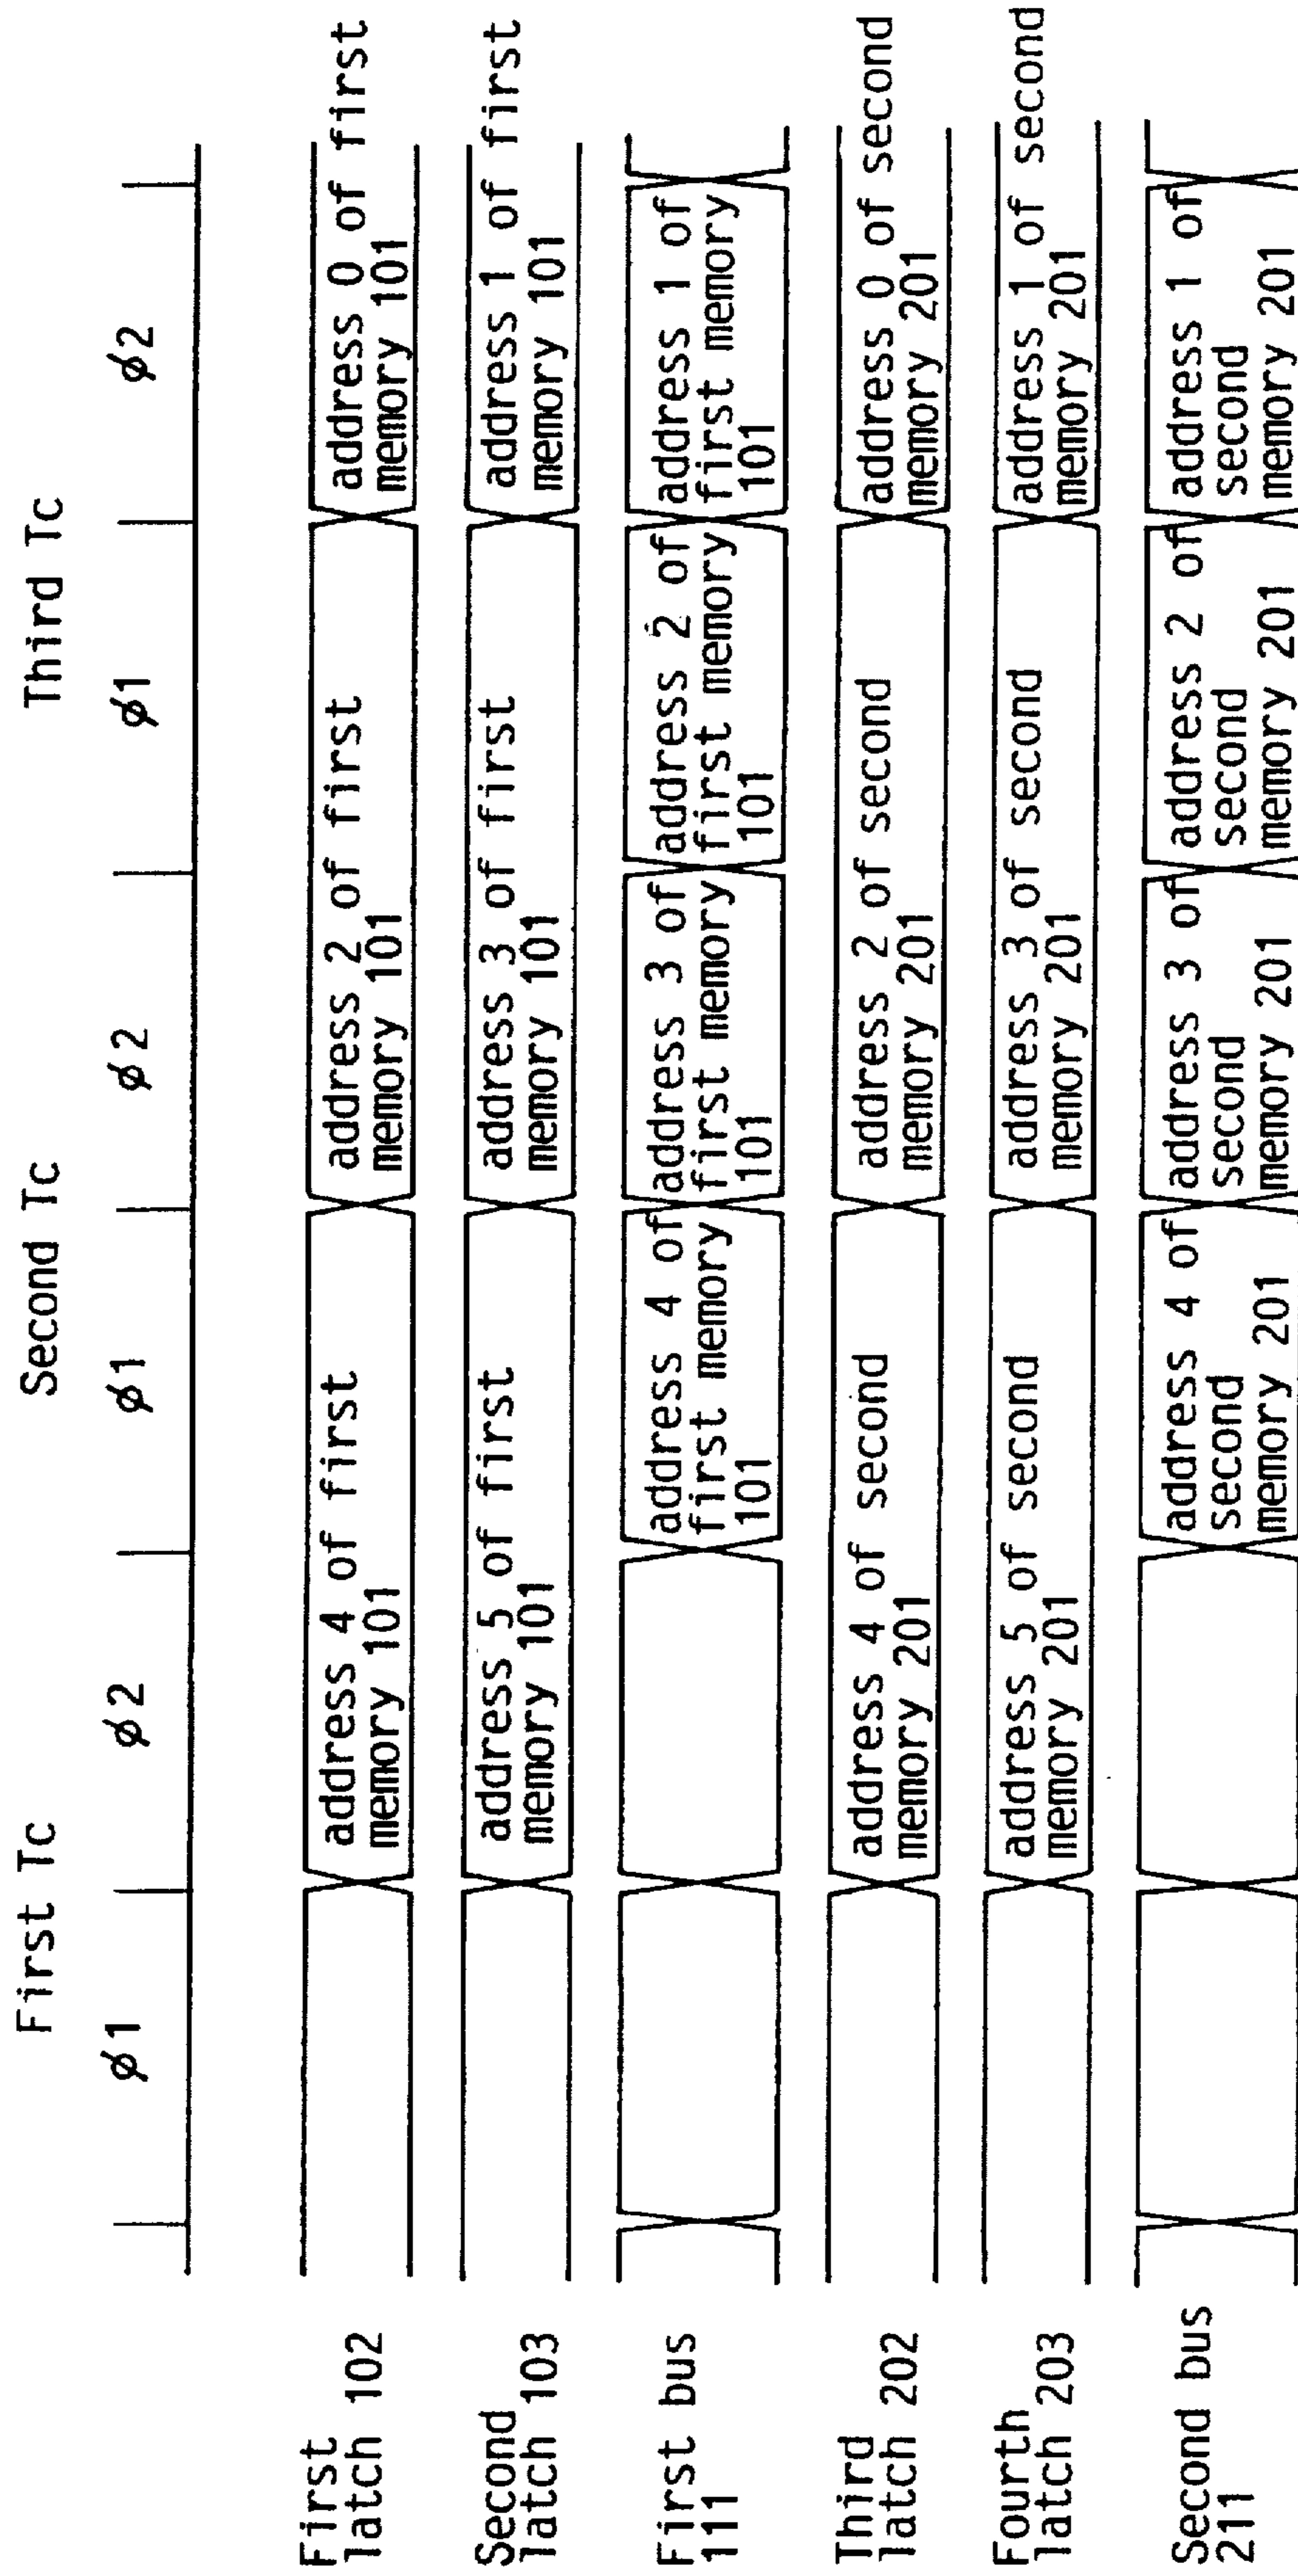 First Tc
Second Tc
Third Tc
ø1
ø2
ø1
ø2
ø1
ø2
First
latch 102
address 4 of first
memory 101
address 2 of first
memory 101
address 0 of first
memory 101
Second
latch 103
address 5 of first
memory 101
address 3 of first
memory 101
address 1 of first
memory 101
First bus
111
address 4 of
first memory
101
address 3 of
first memory
101
address 2 of
first memory
101
address 1 of
first memory
101
Third
latch 202
address 4 of second
memory 201
address 2 of second
memory 201
address 0 of second
memory 201
Fourth
latch 203
address 5 of second
memory 201
address 3 of second
memory 201
address 1 of second
memory 201
Second bus
211
address 4 of
second
memory 201
address 3 of
second
memory 201
address 2 of
second
memory 201
address 1 of
second
memory 201